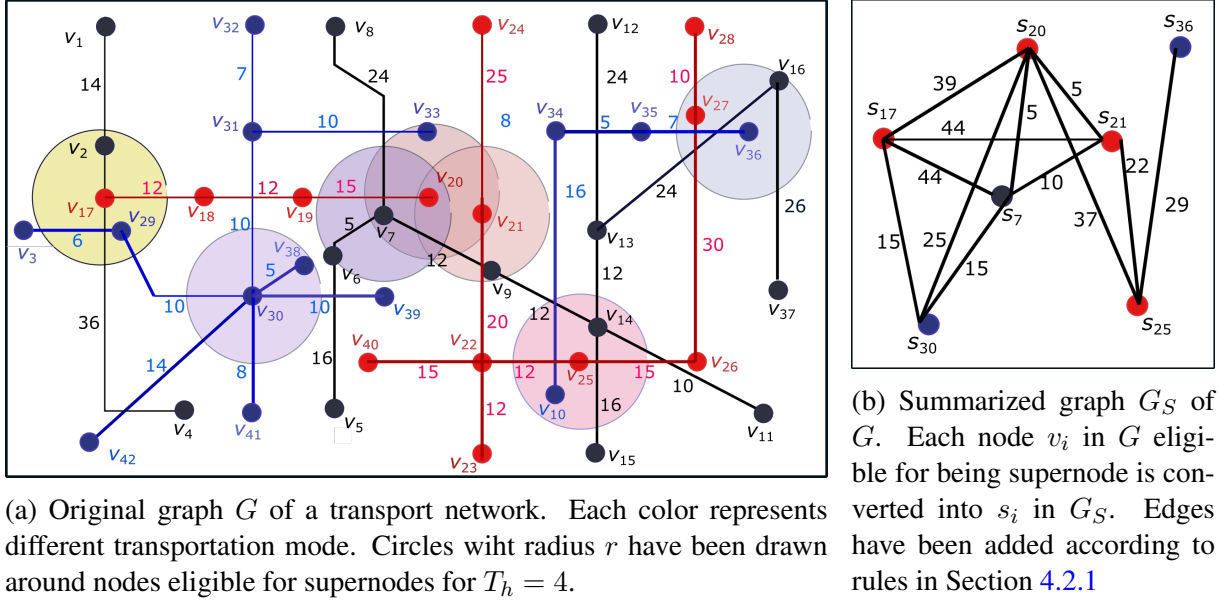 v1
v32
v8
v24
v12
v28
14
7
24
25
24
10
v16
v27
v31
10
v33
8
v34
5
v35
7
v36
v2
v17
12
v18
12
v19
15
v20
v21
16
24
26
v3
6
v29
10
5
v7
v13
30
v38
5
v6
12
v9
12
10
v30
10
v39
v37
36
20
12
v14
14
8
16
v40
15
v22
12
v25
15
v26
10
v4
v41
v5
12
v10
16
v11
v42
v23
v15
(a) Original graph G of a transport network. Each color represents
different transportation mode. Circles wiht radius r have been drawn
around nodes eligible for supernodes for Th = 4.
s20
s36
39
5
5
s17
44
s21
44
s7
10
22
15
25
15
37
29
s30
s25
(b) Summarized graph GS of
G. Each node vi in G eligi-
ble for being supernode is con-
verted into si in GS. Edges
have been added according to
rules in Section 4.2.1